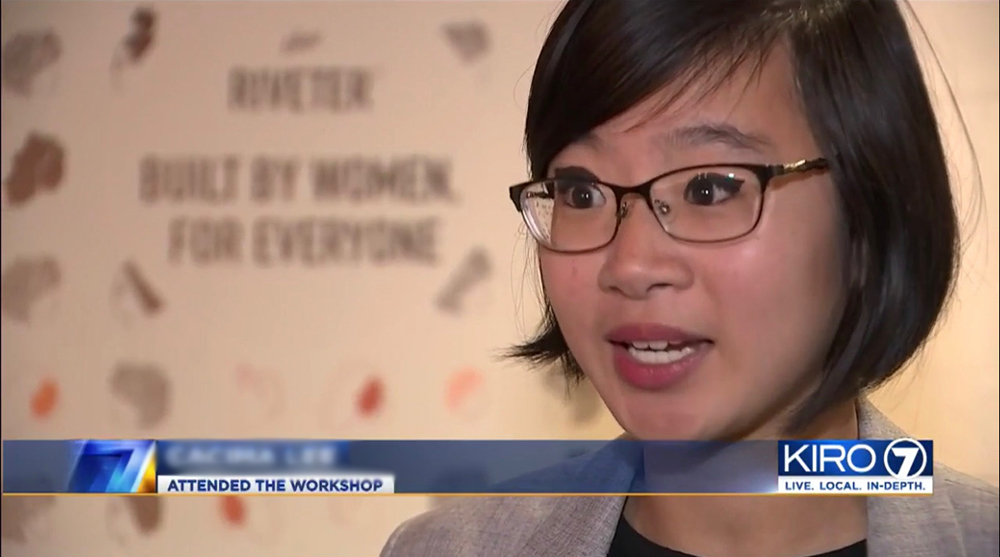 RIVETER
BUILT BY WOMEN,
FOR EVERYONE
ATTENDED THE WORKSHOP
KIRO 7
LIVE. LOCAL. IN-DEPTH.